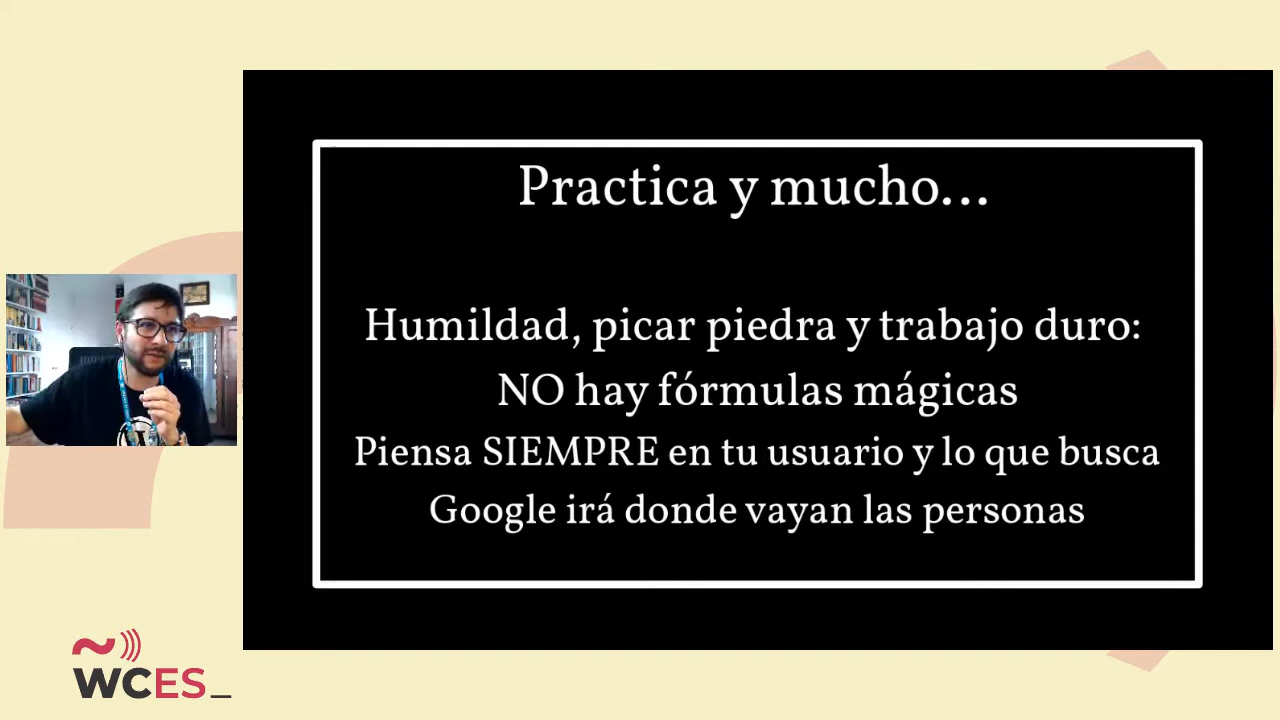 Practica y mucho...
Humildad, picar piedra y trabajo duro:
NO hay fórmulas mágicas
Piensa SIEMPRE en tu usuario y lo que busca
Google irá donde vayan las personas
WCES_